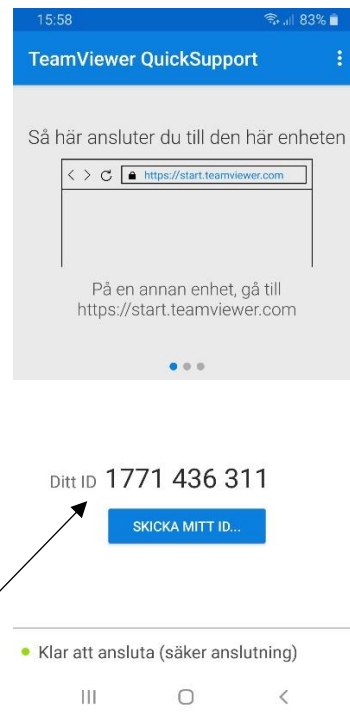 15:58 83%
TeamViewer QuickSupport
Så här ansluter du till den här enheten
https://start.teamviewer.com
På en annan enhet, gå till
https://start.teamviewer.com
Ditt ID 1771 436 311
SKICKA MITT ID...
Klar att ansluta (säker anslutning)